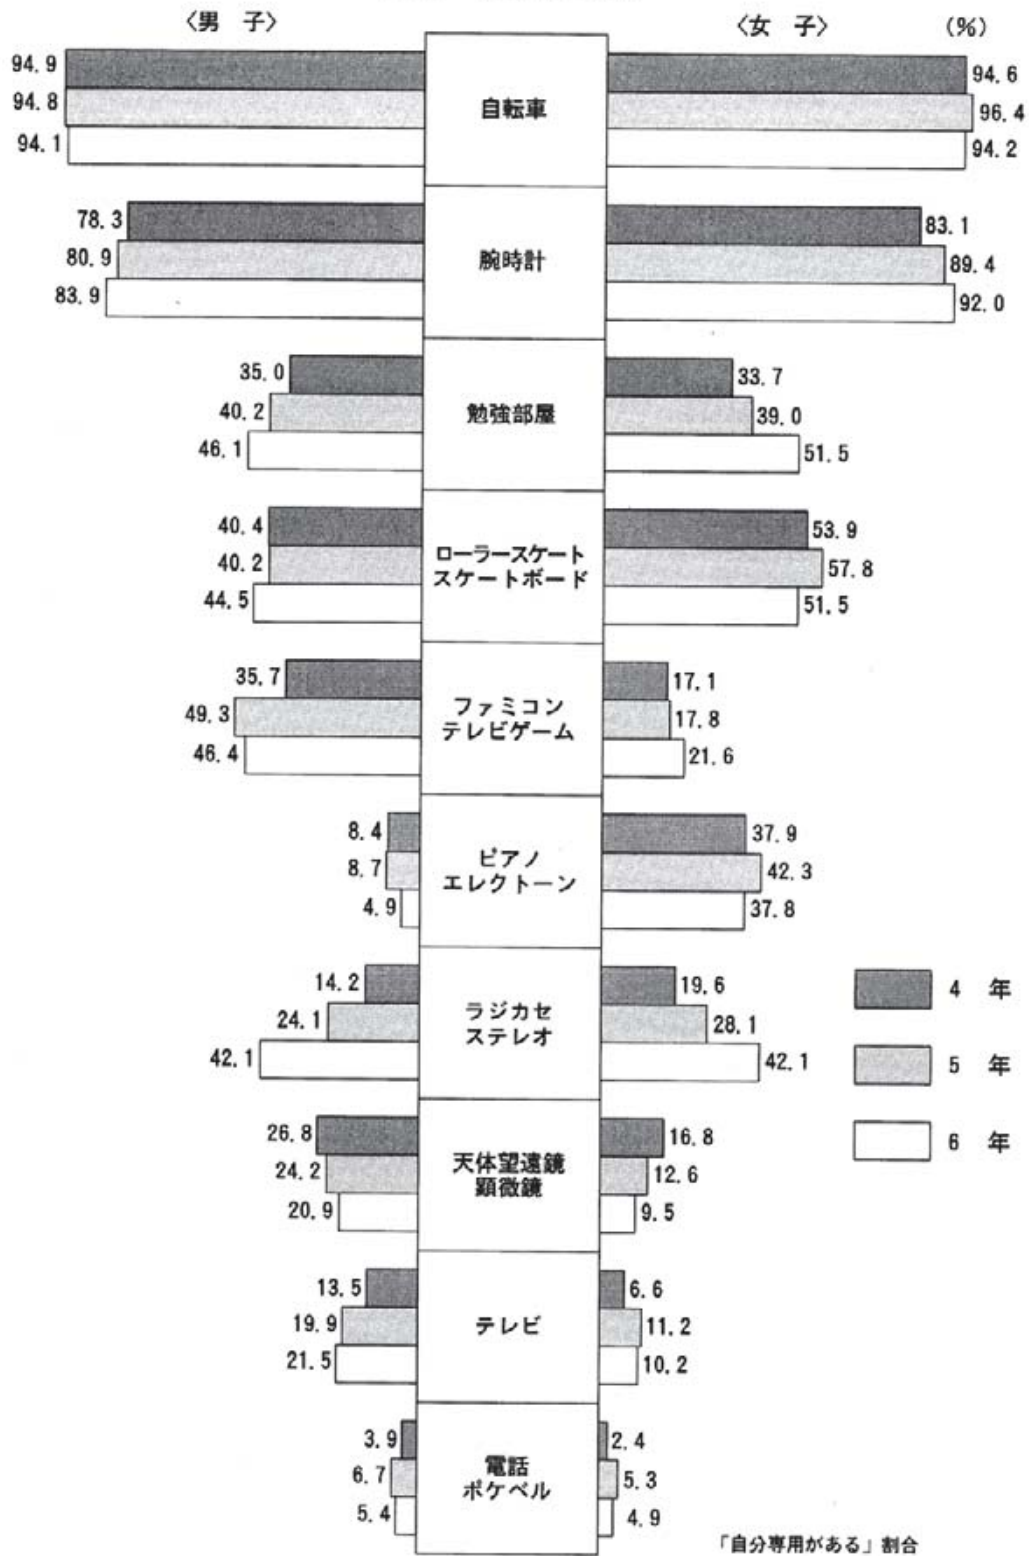 〈男 子〉 〈女 子〉 (%)
94.9 94.6
94.8 自転車 96.4
94.1 94.2
78.3 83.1
80.9 腕時計 89.4
83.9 92.0
35.0 33.7
40.2 勉強部屋 39.0
46.1 51.5
40.4 53.9
ローラースケート
40.2 57.8
スケートボード
44.5 51.5
35.7 17.1
ファミコン
49.3 17.8
テレビゲーム
46.4 21.6
8.4 37.9
ピアノ
8.7 42.3
エレクトーン
4.9 37.8
14.2 19.6 4 年
ラジカセ
24.1 28.1
ステレオ
42.1 42.1 5 年
26.8 16.8 6 年
天体望遠鏡
24.2 12.6
顕微鏡
20.9 9.5
13.5 6.6
19.9 テレビ 11.2
21.5 10.2
3.9 2.4
電話
6.7 5.3
ポケベル
5.4 4.9
「自分専用がある」割合